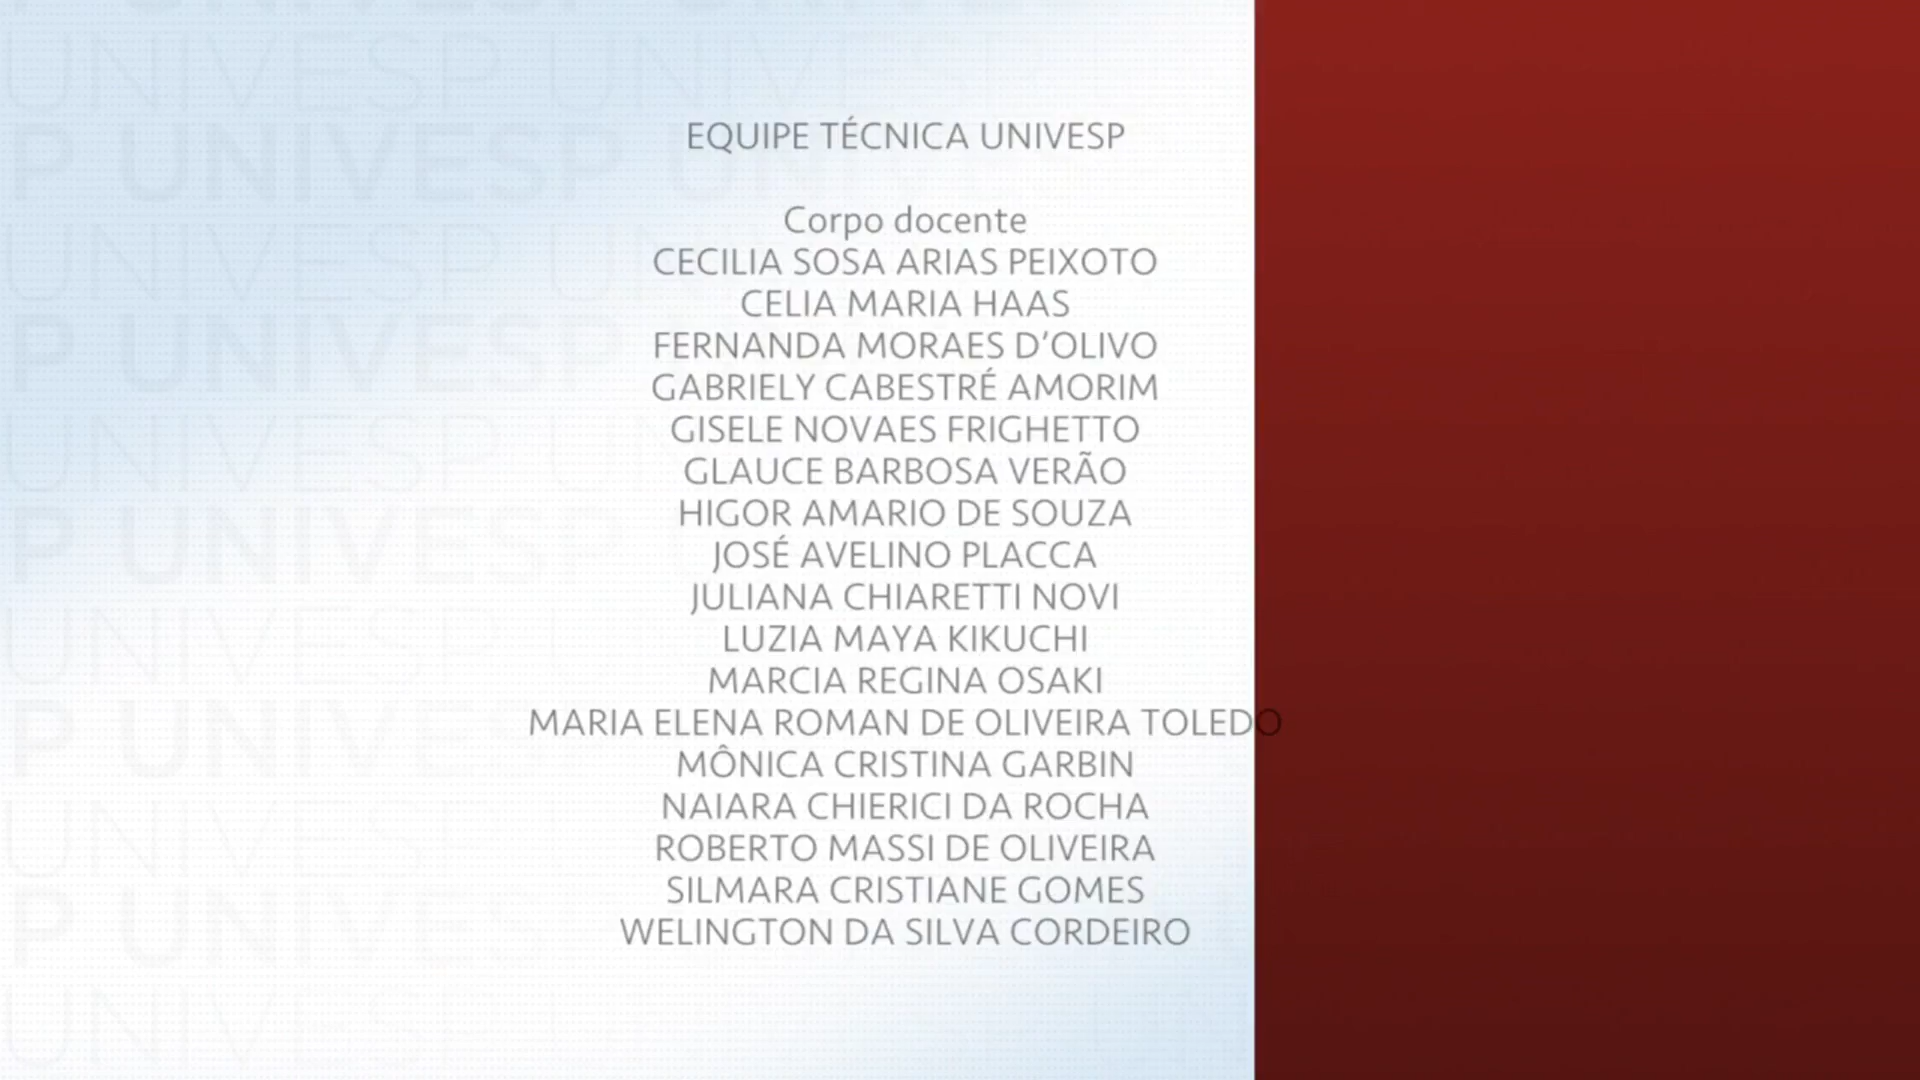 EQUIPE TÉCNICA UNIVESP
Corpo docente
CECILIA SOSA ARIAS PEIXOTO
CELIA MARIA HAAS
FERNANDA MORAES D’OLIVO
GABRIELY CABESTRÉ AMORIM
GISELE NOVAES FRIGHETTO
GLAUCE BARBOSA VERÃO
HIGOR AMARIO DE SOUZA
JOSÉ AVELINO PLACCA
JULIANA CHIARETTI NOVI
LUZIA MAYA KIKUCHI
MARCIA REGINA OSAKI
MARIA ELENA ROMAN DE OLIVEIRA TOLEDO
MÔNICA CRISTINA GARBIN
NAIARA CHIERICI DA ROCHA
ROBERTO MASSI DE OLIVEIRA
SILMARA CRISTIANE GOMES
WELINGTON DA SILVA CORDEIRO